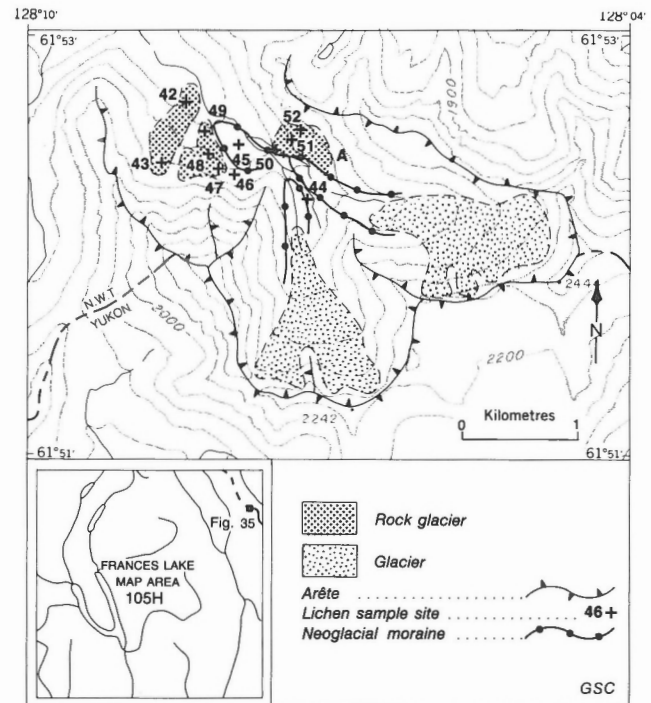 128°10' 128°04'
61°53' 61°53'
1900
42
49
52
51
A
43
48
45
50
47
46
44
N.W.T.
YUKON
2000
2444
2200
N
2242
Kilometres
0 1
61°51' 61°51'
Fig. 35
FRANCES LAKE
MAP AREA
105H
Rock glacier
Glacier
Arête
Lichen sample site 46+
Neoglacial moraine
GSC